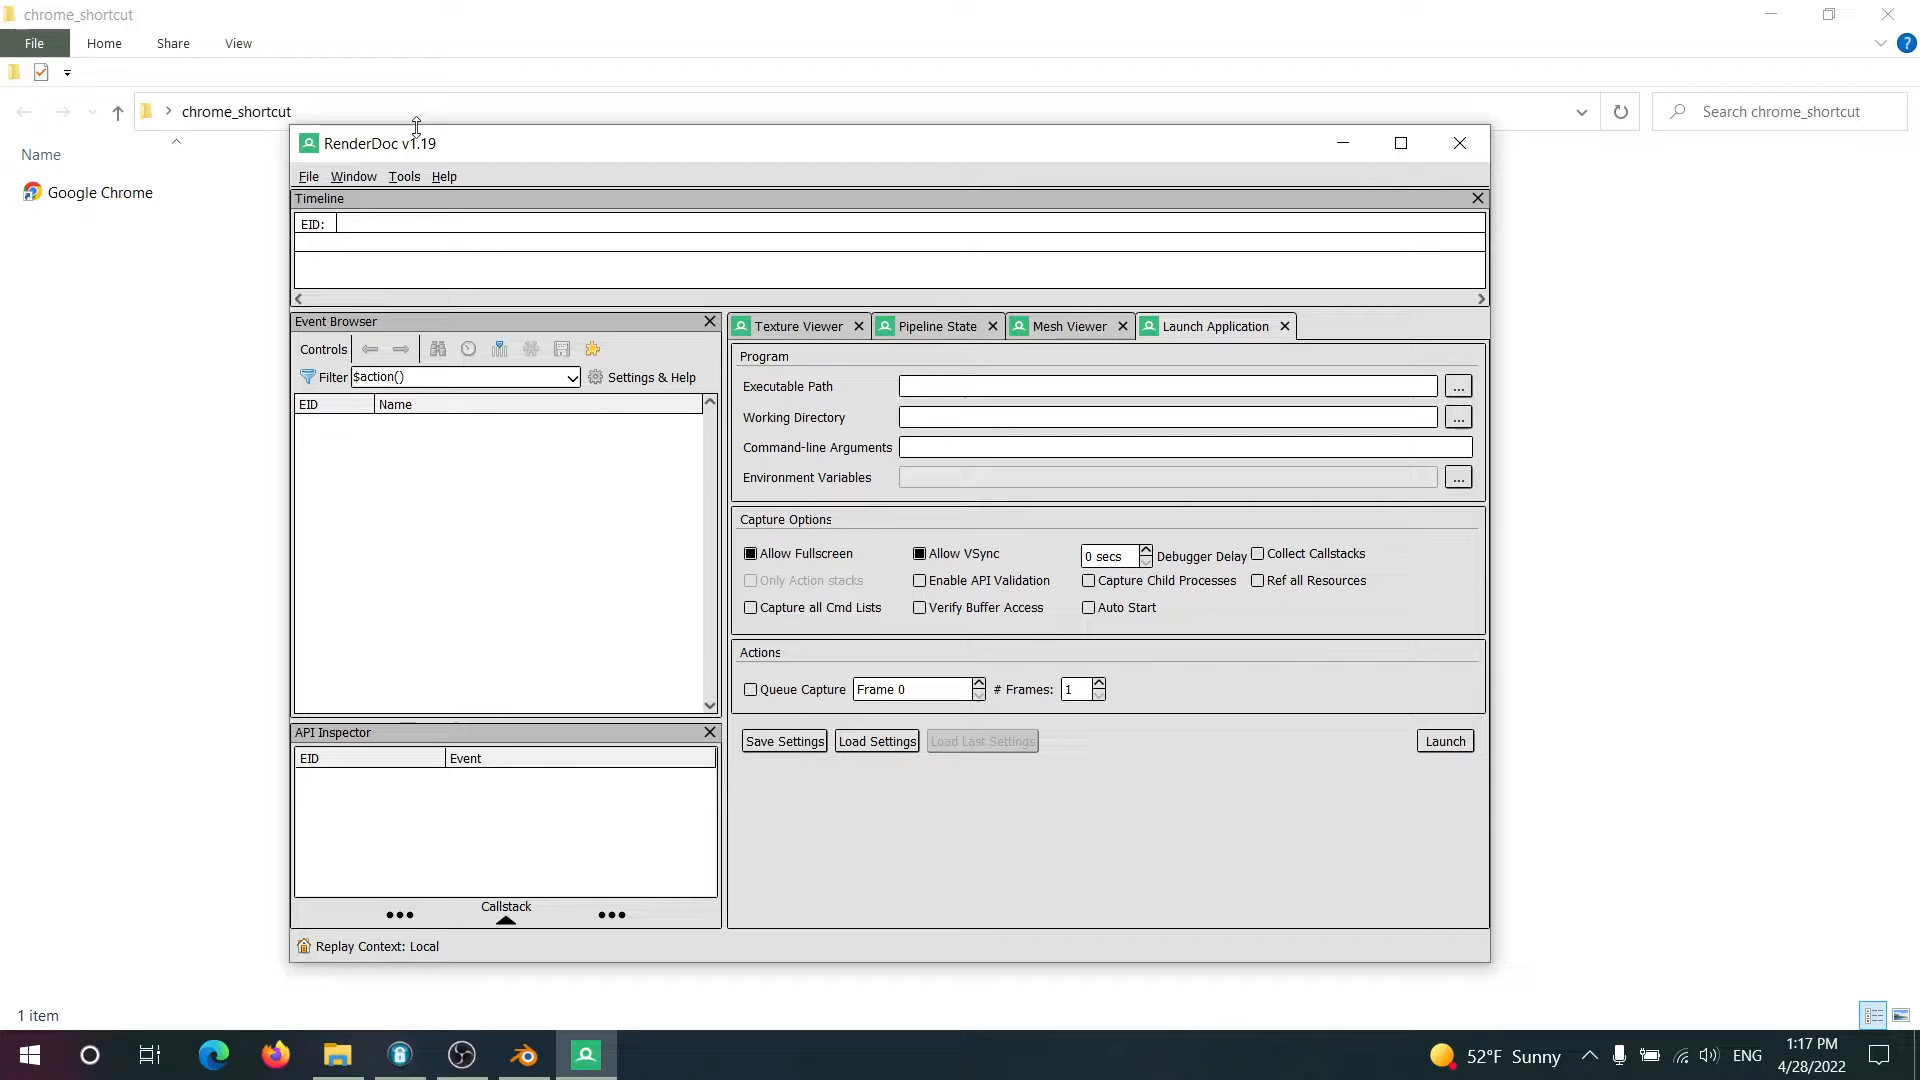 chrome_shortcut
File Home Share View
?
chrome_shortcut
Search chrome_shortcut
Name
Google Chrome
RenderDoc v1.19
File Window Tools Help
Timeline
EID:
Event Browser
Controls
Filter $action() Settings & Help
EID Name
API Inspector
EID Event
Callstack
Texture Viewer Pipeline State Mesh Viewer Launch Application
Program
Executable Path ...
Working Directory ...
Command-line Arguments
Environment Variables ...
Capture Options
Allow Fullscreen Allow VSync 0 secs Debugger Delay Collect Callstacks
Only Action stacks Enable API Validation Capture Child Processes Ref all Resources
Capture all Cmd Lists Verify Buffer Access Auto Start
Actions
Queue Capture Frame 0 # Frames: 1
Save Settings Load Settings Load Last Settings Launch
Replay Context: Local
1 item
52°F Sunny ENG 1:17 PM
4/28/2022